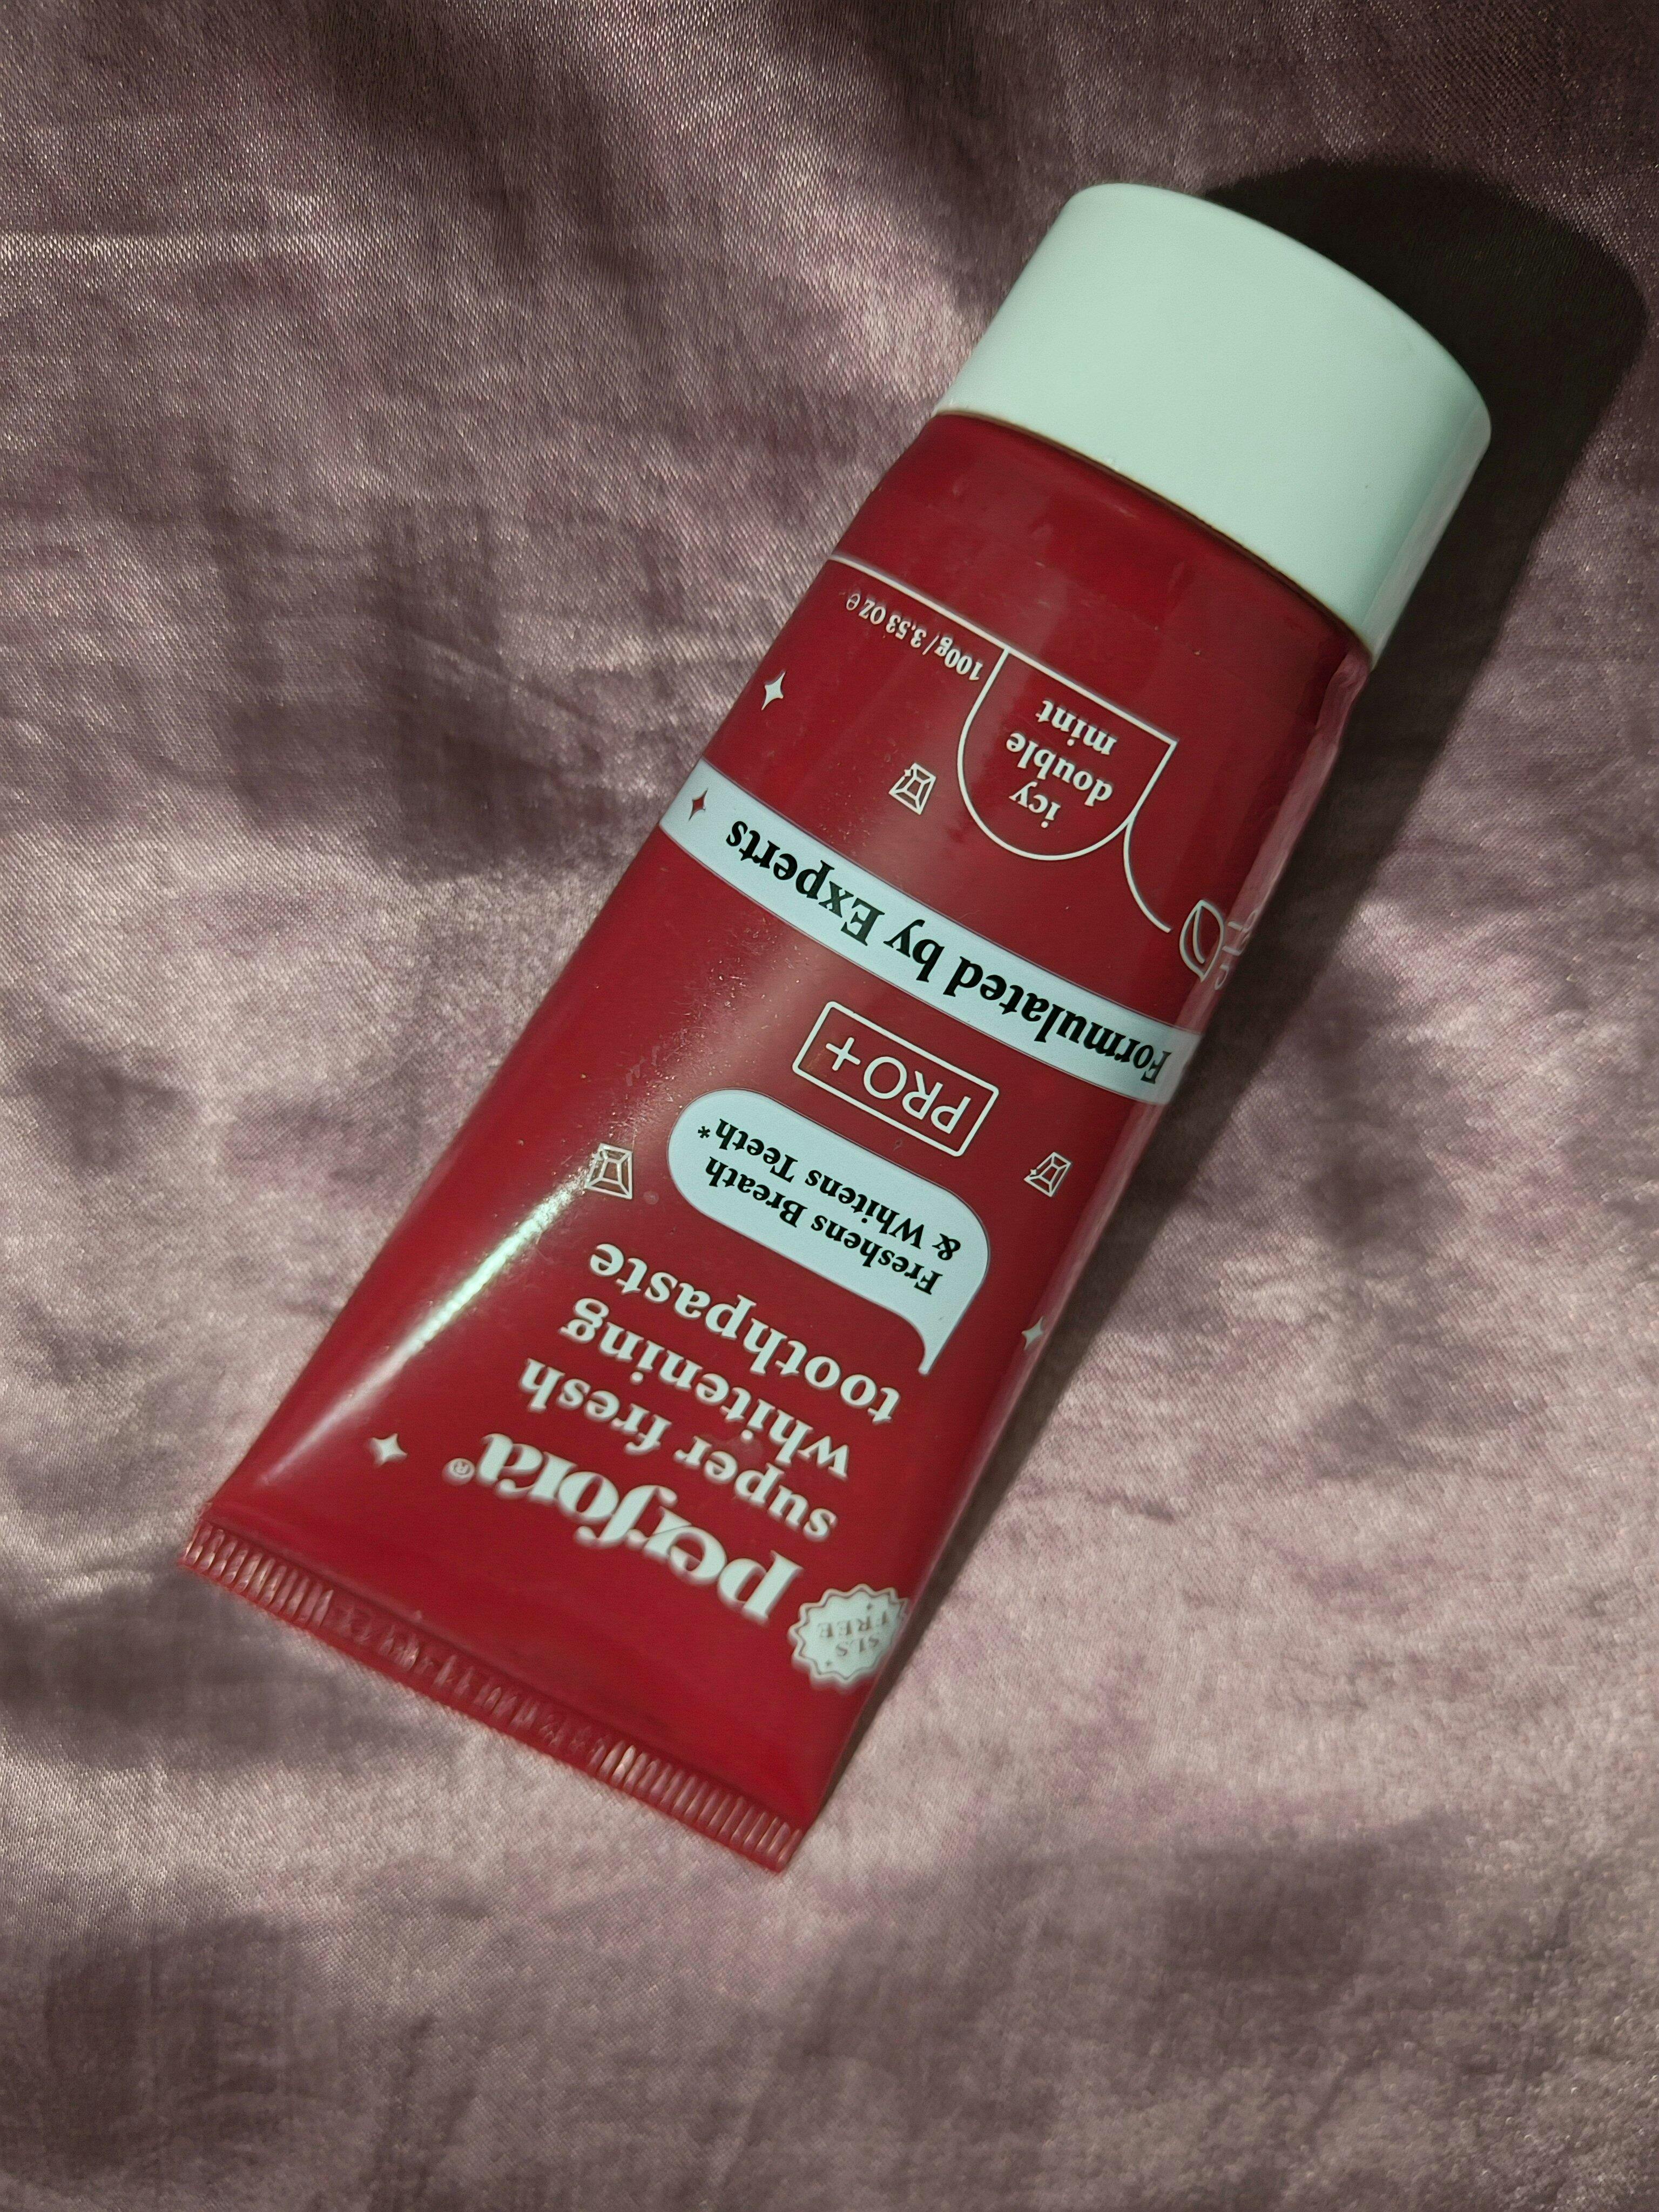 SLS
FREE
perfora®
super fresh
whitening
toothpaste
Freshens Breath
& Whitens Teeth*
PRO+
Formulated by Experts
icy
double
mint
100g / 3.53 OZ ℮